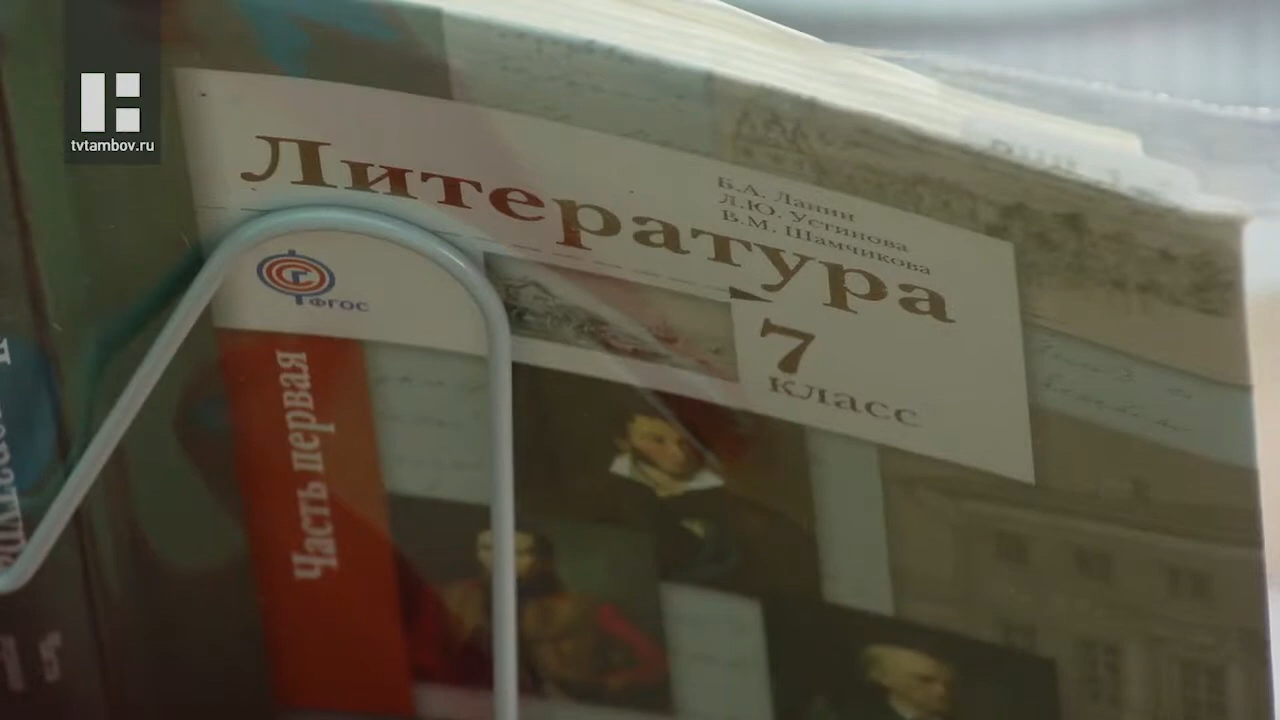 tvtambov.ru
Литература
Б.А. Ланин
Л.Ю. Устинова
В.М. Шамчикова
ФГОС
7
класс
Часть первая